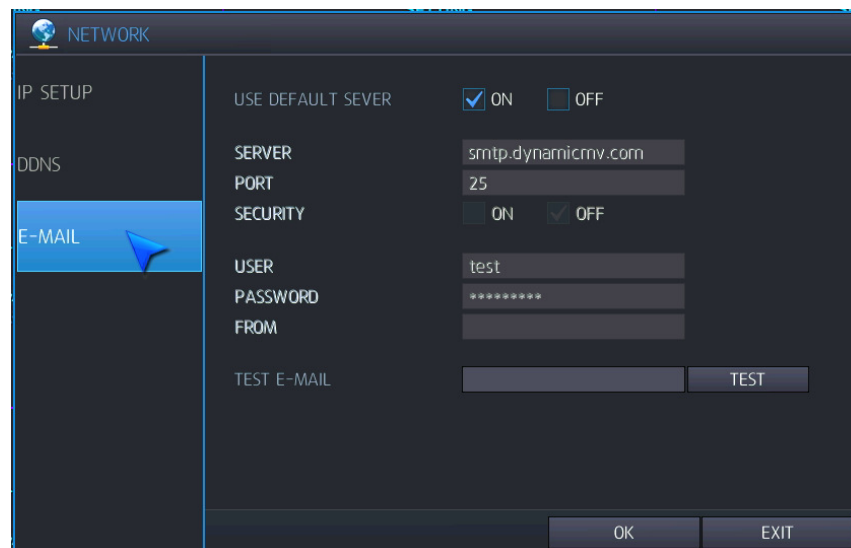 NETWORK
IP SETUP
DDNS
E-MAIL
USE DEFAULT SEVER ON OFF
SERVER smtp.dynamicmv.com
PORT 25
SECURITY ON OFF
USER test
PASSWORD *********
FROM
TEST E-MAIL TEST
OK EXIT